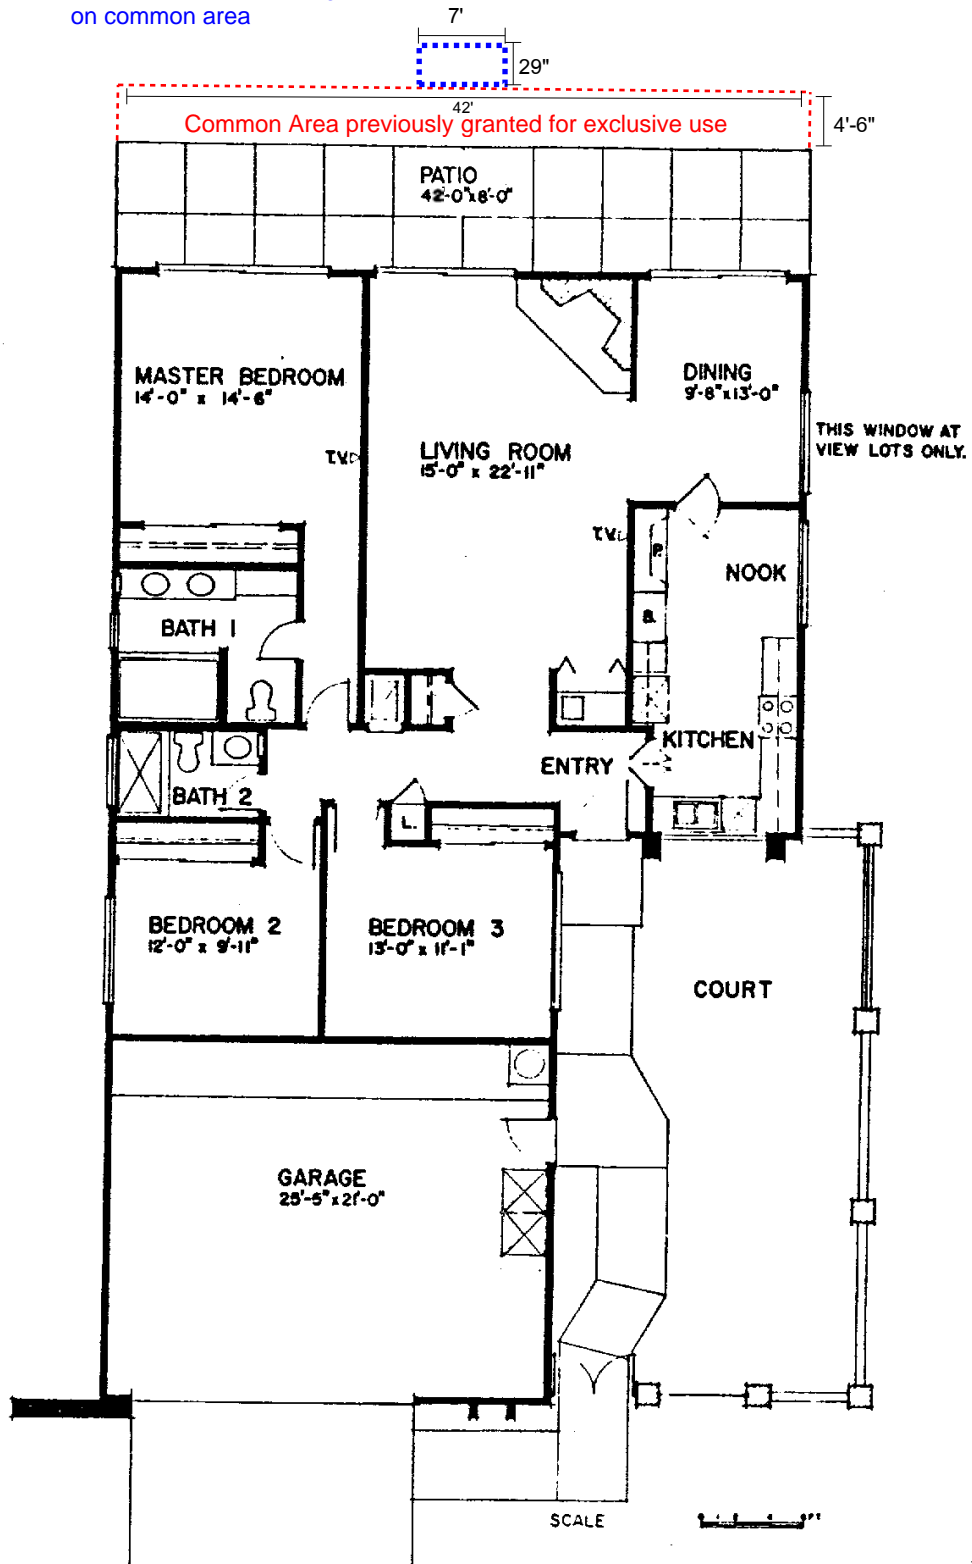 on common area
7'
29"
42'
Common Area previously granted for exclusive use
4'-6"
PATIO
42'-0"x8'-0"
MASTER BEDROOM
14'-0" x 14'-6"
DINING
9'-8"x13'-0"
THIS WINDOW AT
VIEW LOTS ONLY.
T.V.
LIVING ROOM
15'-0" x 22'-11"
T.V.
P.
NOOK
B.
BATH 1
KITCHEN
ENTRY
BATH 2
L.
BEDROOM 2
12'-0" x 9'-11"
BEDROOM 3
13'-0" x 11'-1"
COURT
GARAGE
25'-5"x21'-0"
SCALE